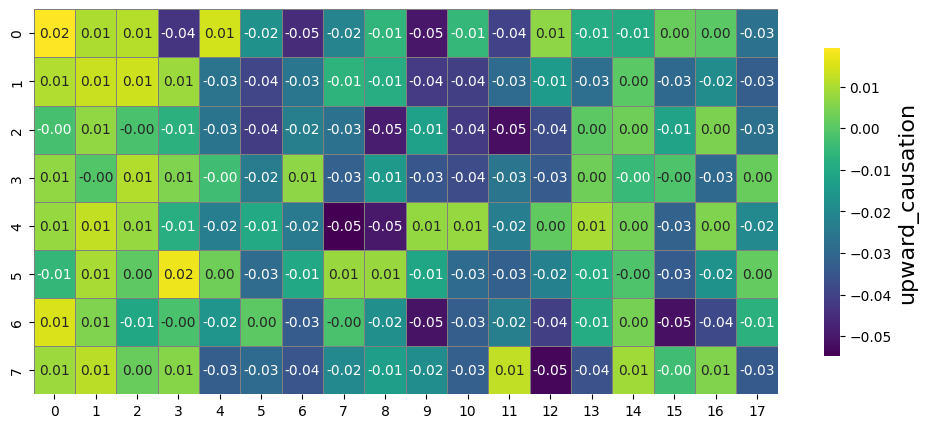 0 0.02 0.01 0.01 -0.04 0.01 -0.02 -0.05 -0.02 -0.01 -0.05 -0.01 -0.04 0.01 -0.01 -0.01 0.00 0.00 -0.03
1 0.01 0.01 0.01 0.01 -0.03 -0.04 -0.03 -0.01 -0.01 -0.04 -0.04 -0.03 -0.01 -0.03 0.00 -0.03 -0.02 -0.03
2 -0.00 0.01 -0.00 -0.01 -0.03 -0.04 -0.02 -0.03 -0.05 -0.01 -0.04 -0.05 -0.04 0.00 0.00 -0.01 0.00 -0.03
3 0.01 -0.00 0.01 0.01 -0.00 -0.02 0.01 -0.03 -0.01 -0.03 -0.04 -0.03 -0.03 0.00 -0.00 -0.00 -0.03 0.00
4 0.01 0.01 0.01 -0.01 -0.02 -0.01 -0.02 -0.05 -0.05 0.01 0.01 -0.02 0.00 0.01 0.00 -0.03 0.00 -0.02
5 -0.01 0.01 0.00 0.02 0.00 -0.03 -0.01 0.01 0.01 -0.01 -0.03 -0.03 -0.02 -0.01 -0.00 -0.03 -0.02 0.00
6 0.01 0.01 -0.01 -0.00 -0.02 0.00 -0.03 -0.00 -0.02 -0.05 -0.03 -0.02 -0.04 -0.01 0.00 -0.05 -0.04 -0.01
7 0.01 0.01 0.00 0.01 -0.03 -0.03 -0.04 -0.02 -0.01 -0.02 -0.03 0.01 -0.05 -0.04 0.01 -0.00 0.01 -0.03
0 1 2 3 4 5 6 7 8 9 10 11 12 13 14 15 16 17
0.01
0.00
−0.01
−0.02
−0.03
−0.04
−0.05
upward_causation